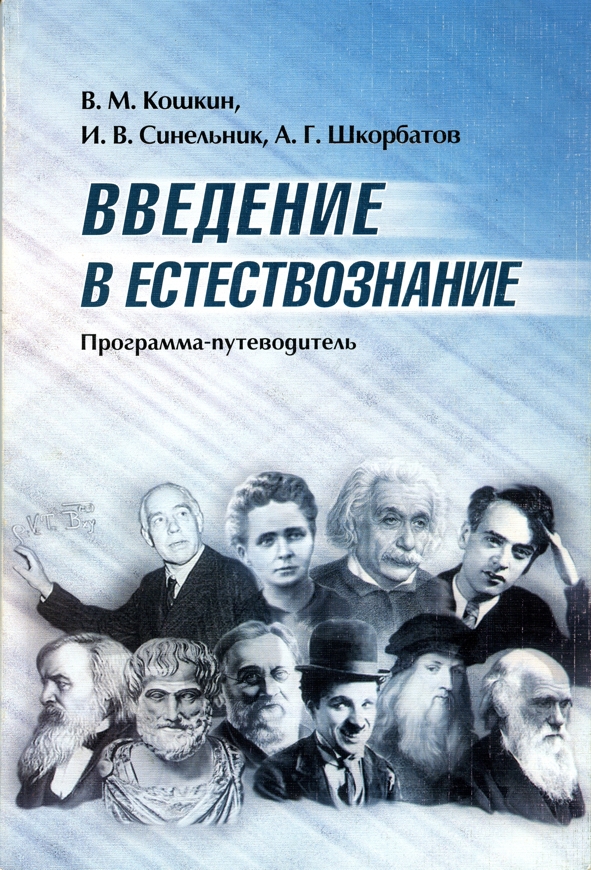 В. М. Кошкин,
И. В. Синельник, А. Г. Шкорбатов
ВВЕДЕНИЕ
В ЕСТЕСТВОЗНАНИЕ
Программа-путеводитель